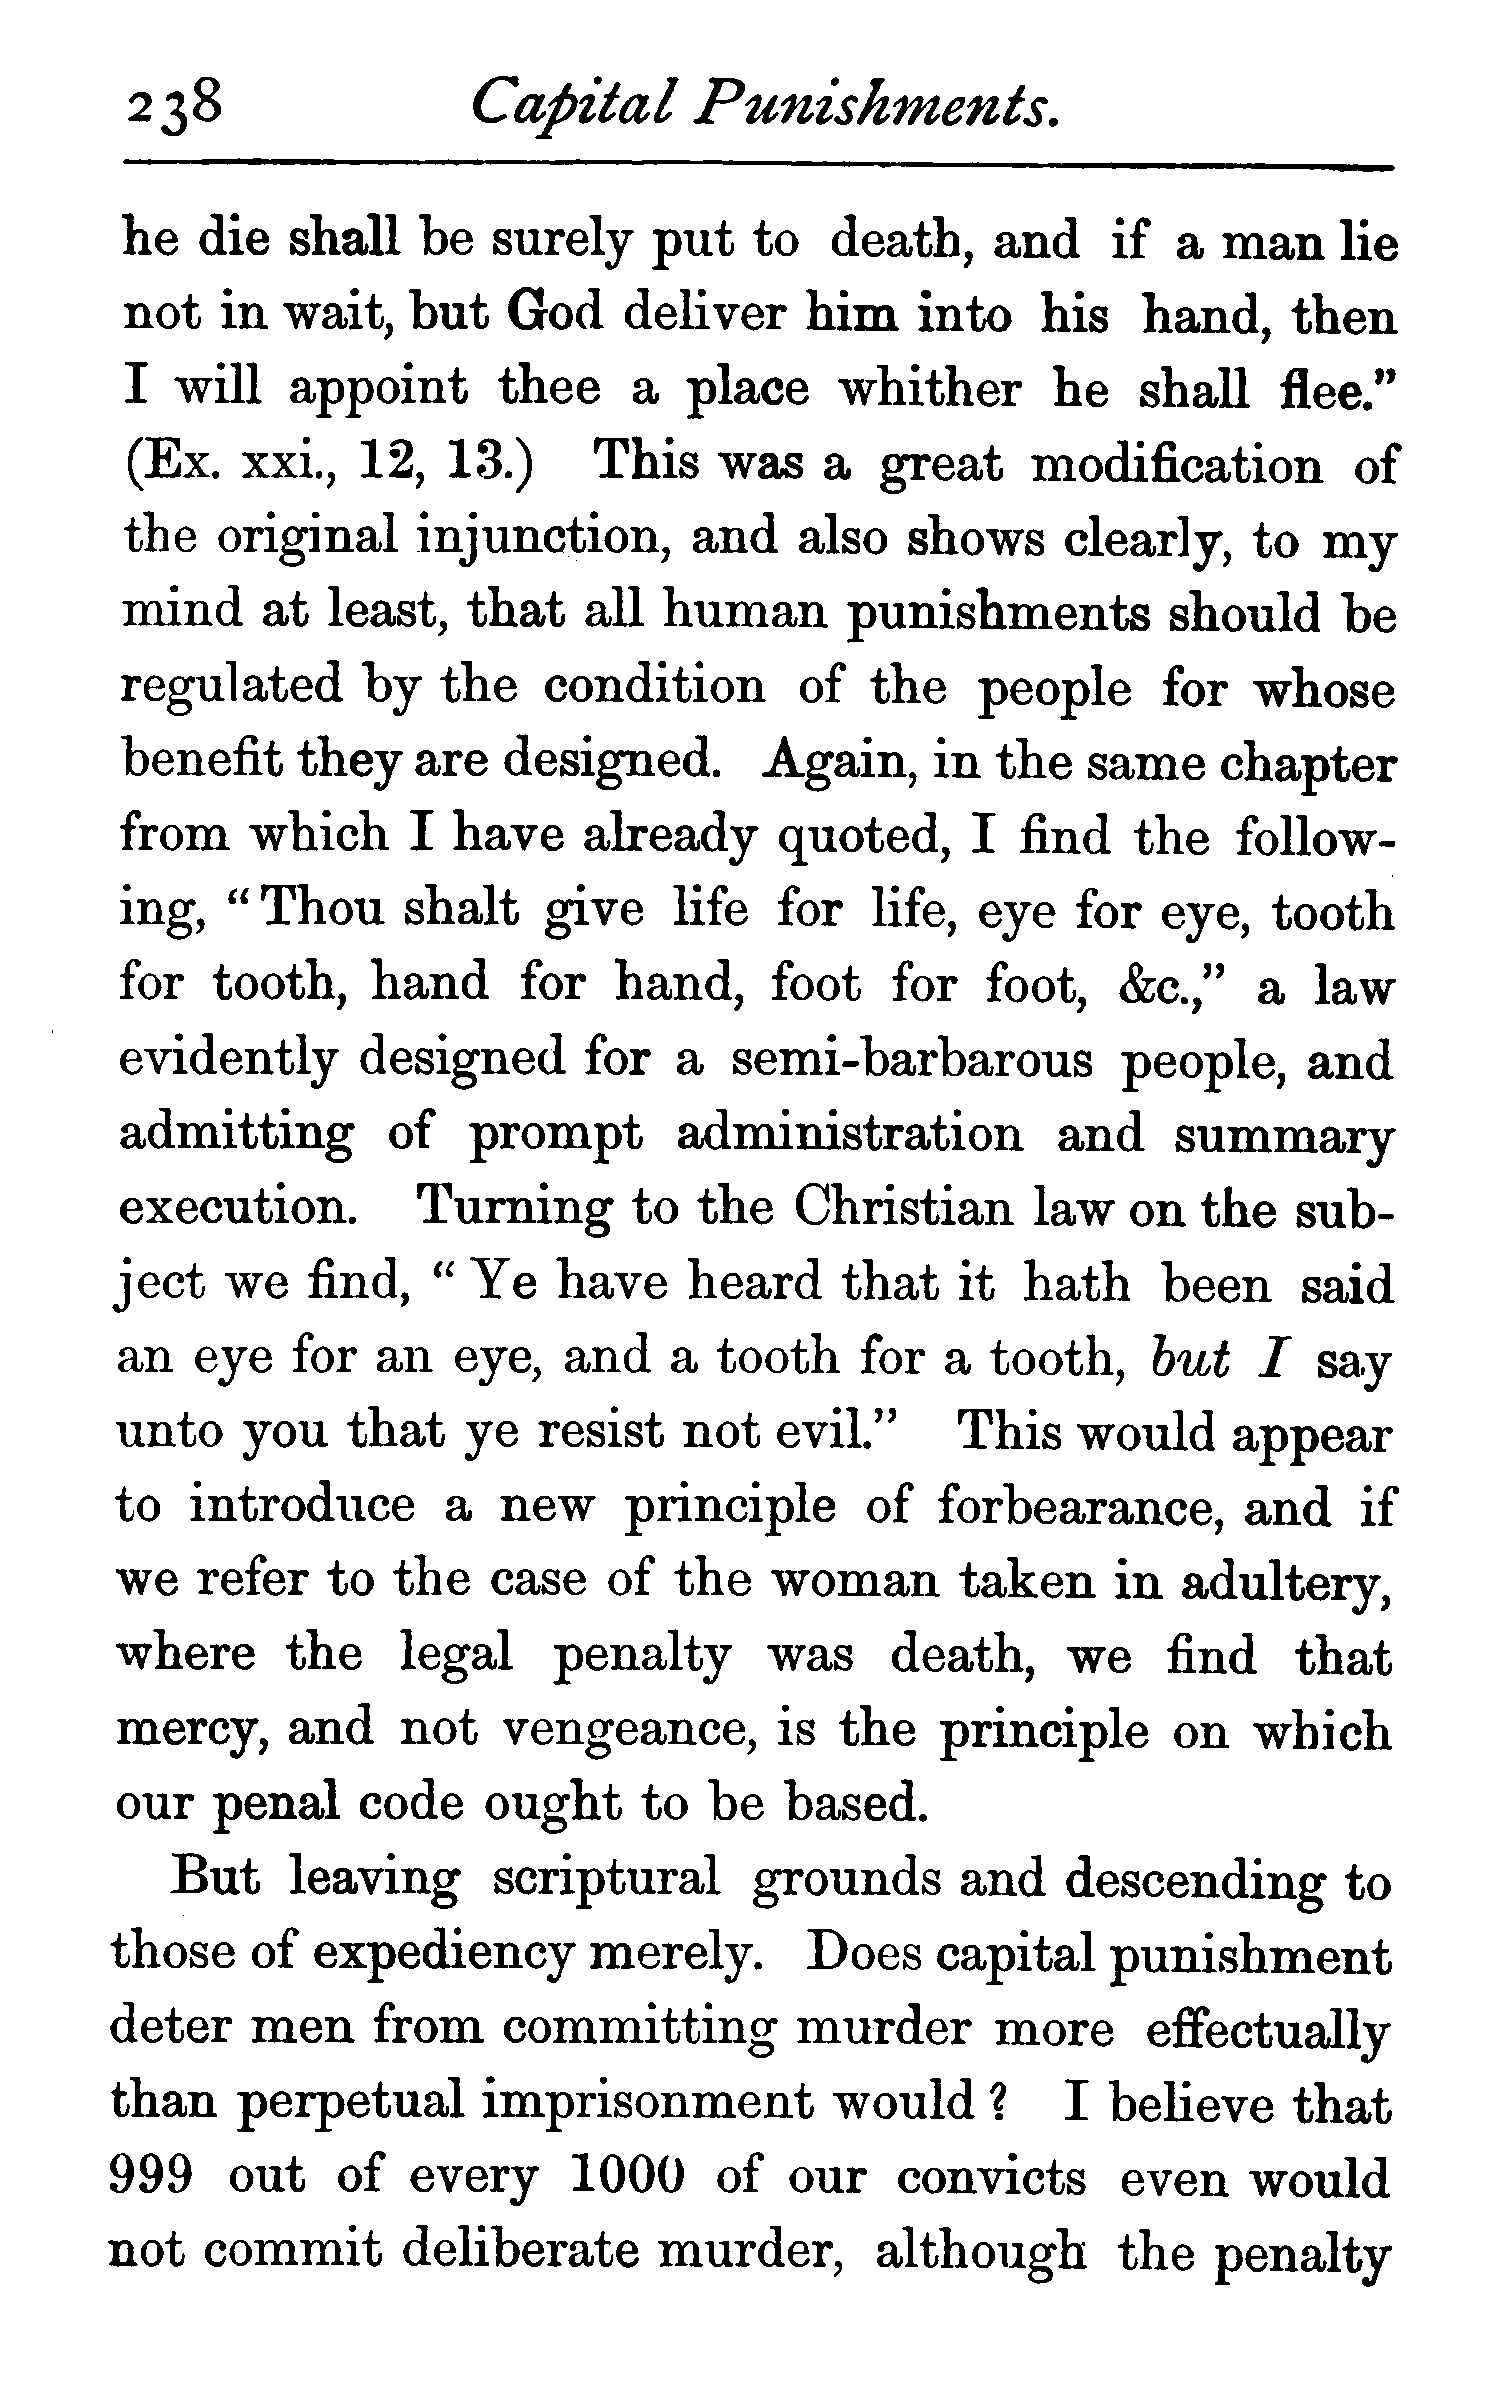 238 Capital Punishments.
he die shall be surely put to death, and if a man lie
not in wait, but God deliver him into his hand, then
I will appoint thee a place whither he shall flee.”
(Ex. xxi., 12, 13.) This was a great modification of
the original injunction, and also shows clearly, to my
mind at least, that all human punishments should be
regulated by the condition of the people for whose
benefit they are designed. Again, in the same chapter
from which I have already quoted, I find the follow-
ing, “Thou shalt give life for life, eye for eye, tooth
for tooth, hand for hand, foot for foot, &c.,” a law
evidently designed for a semi-barbarous people, and
admitting of prompt administration and summary
execution. Turning to the Christian law on the sub-
ject we find, “Ye have heard that it hath been said
an eye for an eye, and a tooth for a tooth, but I say
unto you that ye resist not evil.” This would appear
to introduce a new principle of forbearance, and if
we refer to the case of the woman taken in adultery,
where the legal penalty was death, we find that
mercy, and not vengeance, is the principle on which
our penal code ought to be based.
But leaving scriptural grounds and descending to
those of expediency merely. Does capital punishment
deter men from committing murder more effectually
than perpetual imprisonment would ? I believe that
999 out of every 1000 of our convicts even would
not commit deliberate murder, although the penalty